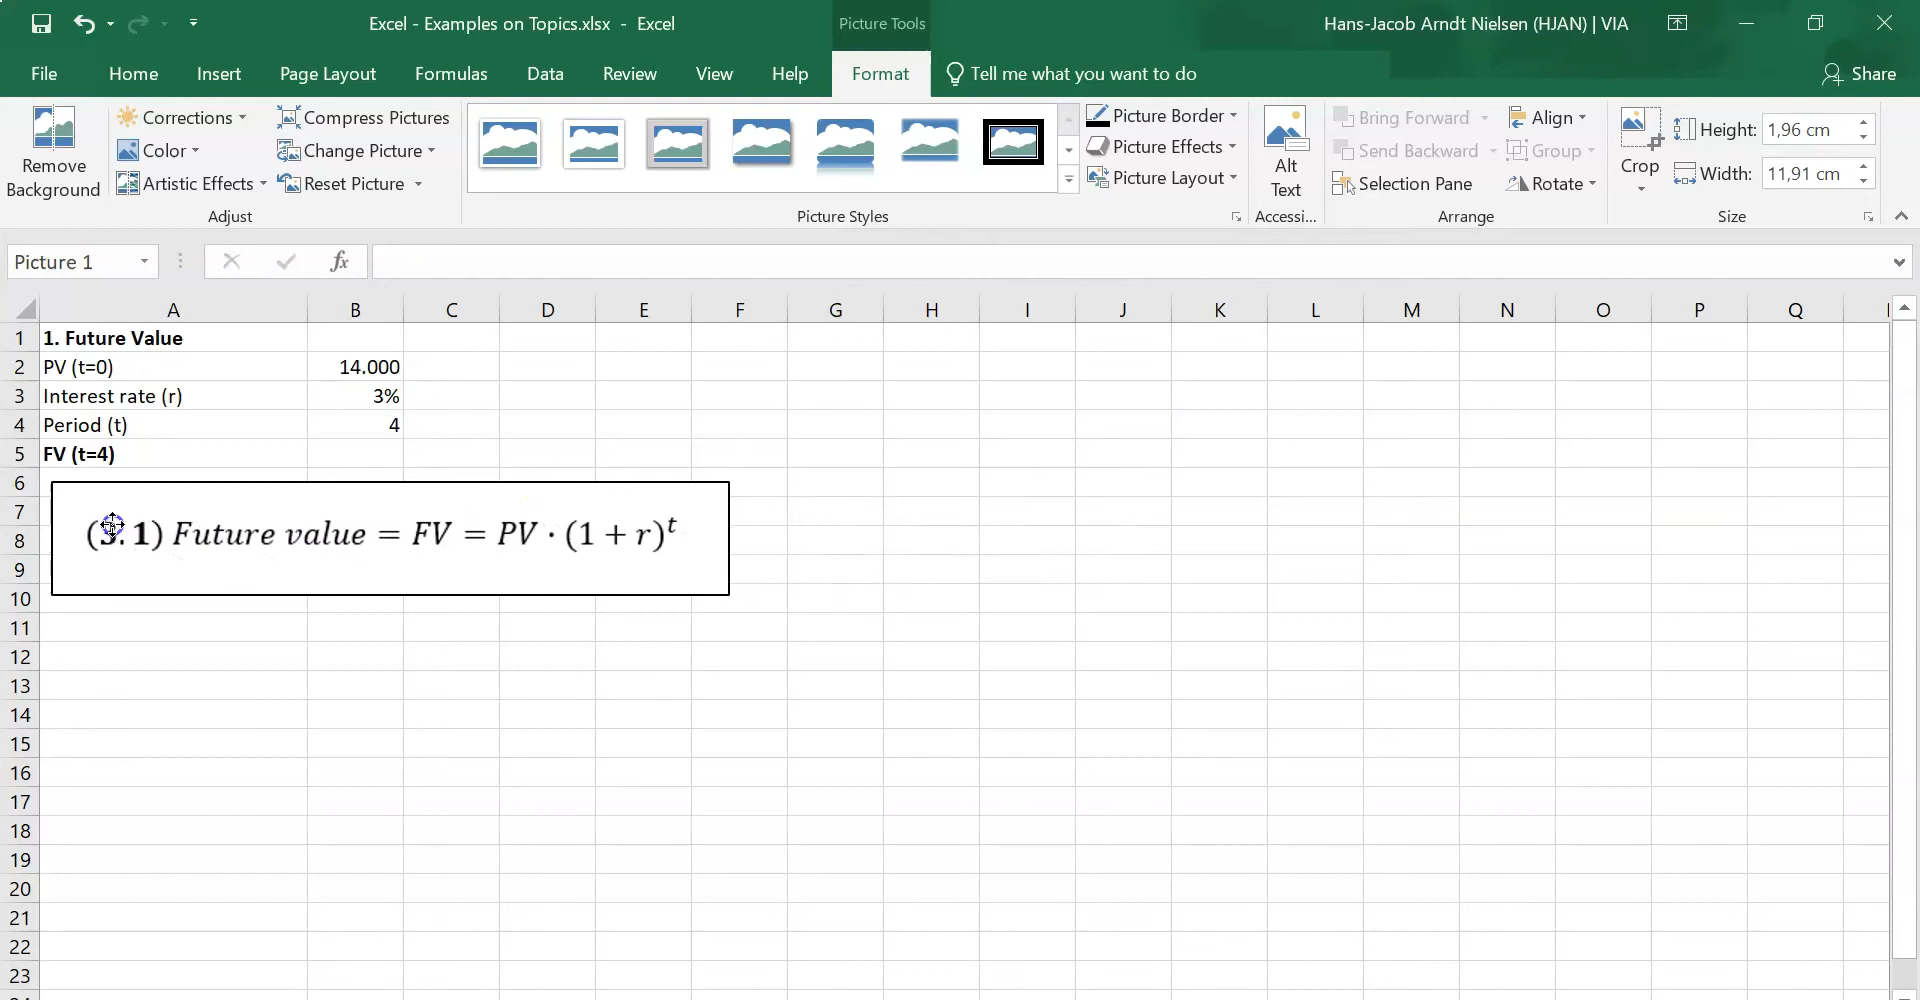 Excel - Examples on Topics.xlsx - Excel
Picture Tools
Hans-Jacob Arndt Nielsen (HJAN) | VIA
File Home Insert Page Layout Formulas Data Review View Help Format Tell me what you want to do Share
Remove Background
Corrections
Color
Artistic Effects
Compress Pictures
Change Picture
Reset Picture
Adjust
Picture Styles
Picture Border
Picture Effects
Picture Layout
Alt Text
Accessi...
Bring Forward
Send Backward
Selection Pane
Align
Group
Rotate
Arrange
Crop
Height: 1,96 cm
Width: 11,91 cm
Size
Picture 1
fx
A B C D E F G H I J K L M N O P Q
1 1. Future Value
2 PV (t=0) 14.000
3 Interest rate (r) 3%
4 Period (t) 4
5 FV (t=4)
6
7
8 . 1) Future value = FV = PV · (1 + r)^t
9
10
11
12
13
14
15
16
17
18
19
20
21
22
23